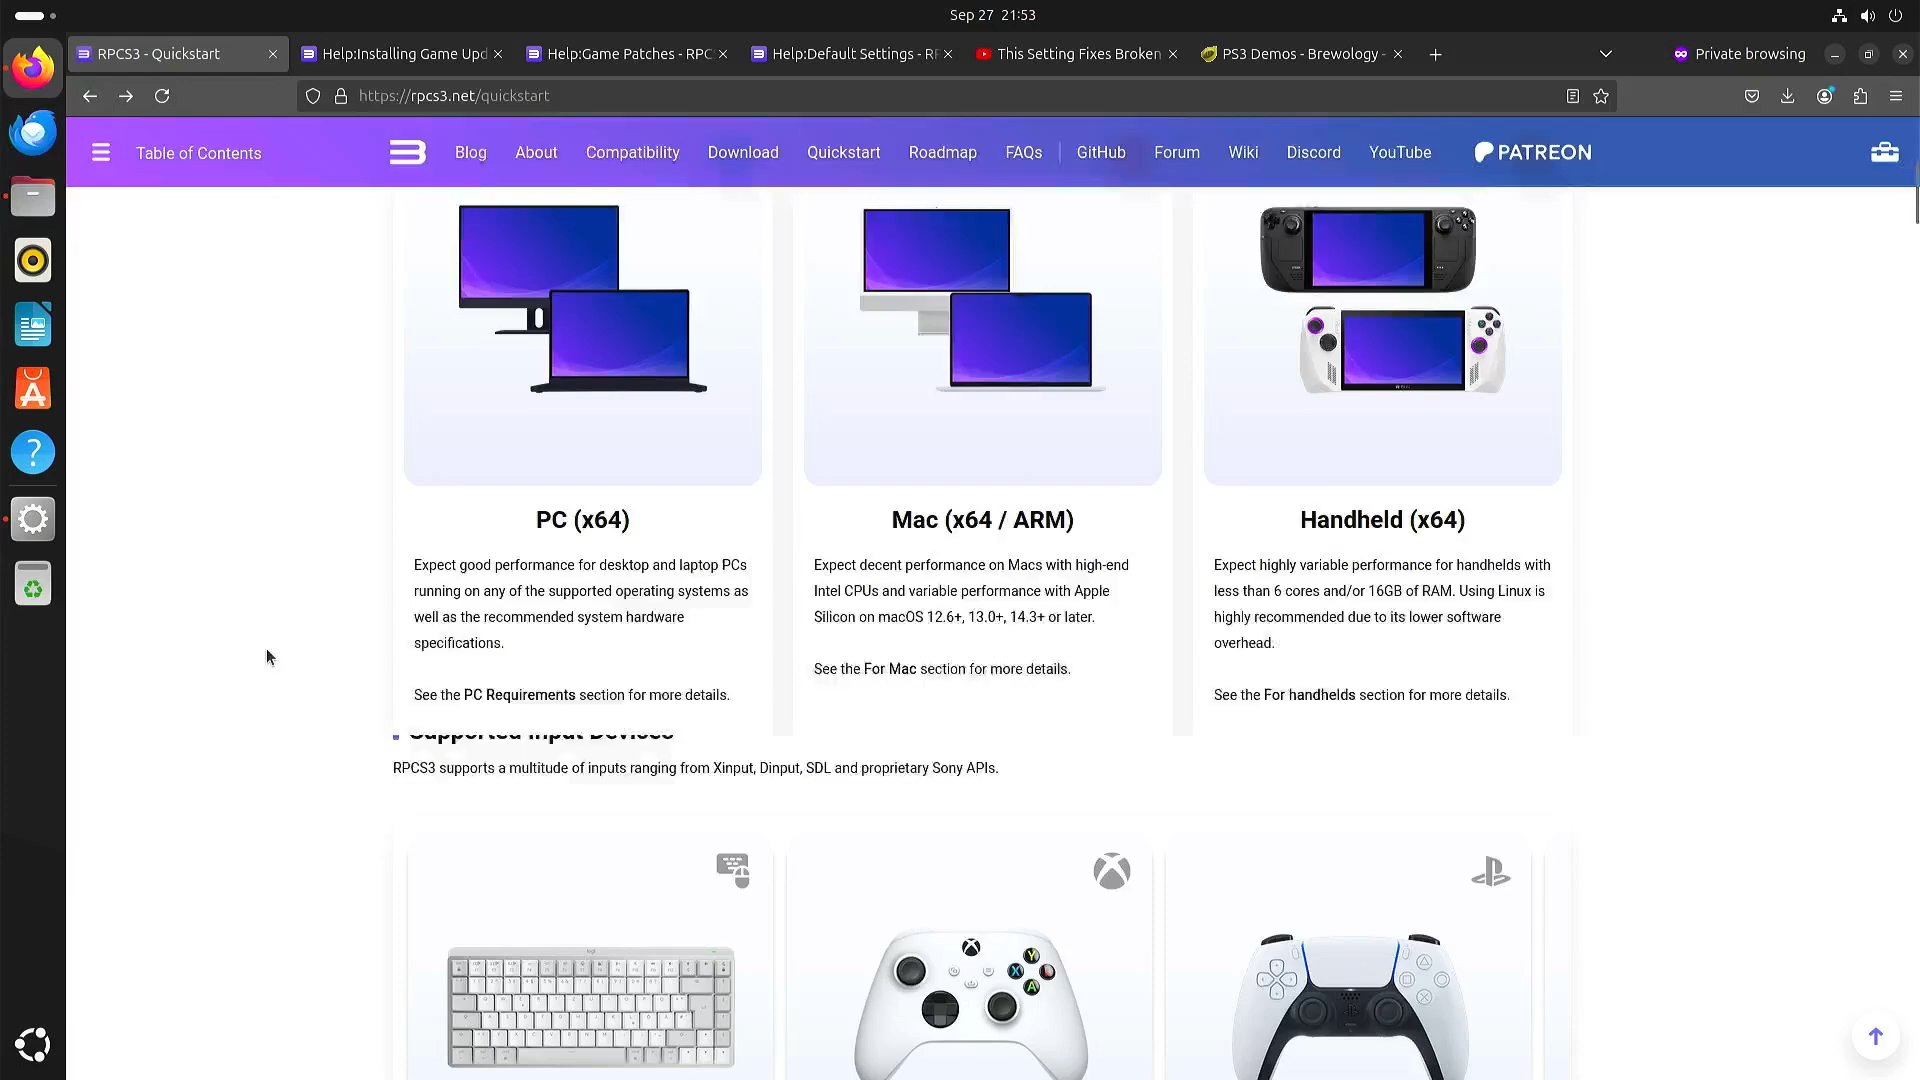 Sep 27 21:53
RPCS3 - Quickstart
Help:Installing Game Upd
Help:Game Patches - RPC
Help:Default Settings - RP
This Setting Fixes Broken
PS3 Demos - Brewology -
Private browsing
https://rpcs3.net/quickstart
Table of Contents
Blog
About
Compatibility
Download
Quickstart
Roadmap
FAQs
GitHub
Forum
Wiki
Discord
YouTube
PATREON
PC (x64)
Expect good performance for desktop and laptop PCs
running on any of the supported operating systems as
well as the recommended system hardware
specifications.
See the PC Requirements section for more details.
Mac (x64 / ARM)
Expect decent performance on Macs with high-end
Intel CPUs and variable performance with Apple
Silicon on macOS 12.6+, 13.0+, 14.3+ or later.
See the For Mac section for more details.
Handheld (x64)
Expect highly variable performance for handhelds with
less than 6 cores and/or 16GB of RAM. Using Linux is
highly recommended due to its lower software
overhead.
See the For handhelds section for more details.
Supported Input Devices
RPCS3 supports a multitude of inputs ranging from Xinput, Dinput, SDL and proprietary Sony APIs.
Y
X
A